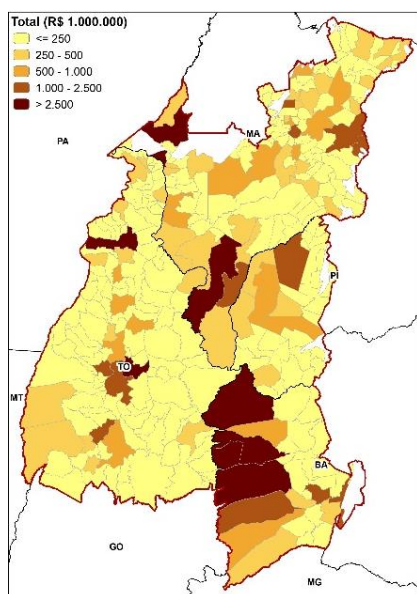 Total (R$ 1.000.000)
<= 250
250 - 500
500 - 1.000
1.000 - 2.500
> 2.500
PA
MA
PI
TO
MT
BA
GO
MG